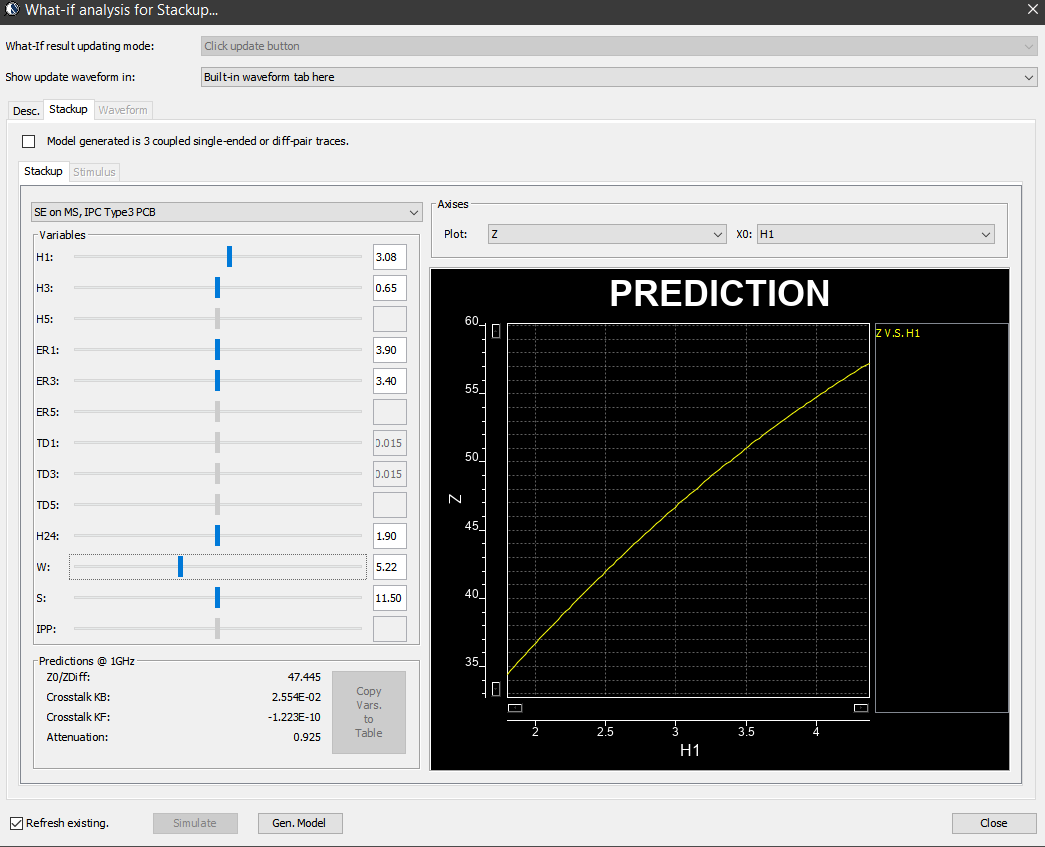 What-if analysis for Stackup...
What-If result updating mode: Click update button
Show update waveform in: Built-in waveform tab here
Desc. Stackup Waveform
Model generated is 3 coupled single-ended or diff-pair traces.
Stackup Stimulus
SE on MS, IPC Type3 PCB
Variables
H1: 3.08
H3: 0.65
H5:
ER1: 3.90
ER3: 3.40
ER5:
TD1: 0.015
TD3: 0.015
TD5:
H24: 1.90
W: 5.22
S: 11.50
IPP:
Predictions @ 1GHz
Z0/ZDiff: 47.445
Crosstalk KB: 2.554E-02
Crosstalk KF: -1.223E-10
Attenuation: 0.925
Copy
Vars.
to
Table
Axises
Plot: Z X0: H1
PREDICTION
Z V.S. H1
60
55
50
45
40
35
Z
2 2.5 3 3.5 4
H1
Refresh existing. Simulate Gen. Model Close